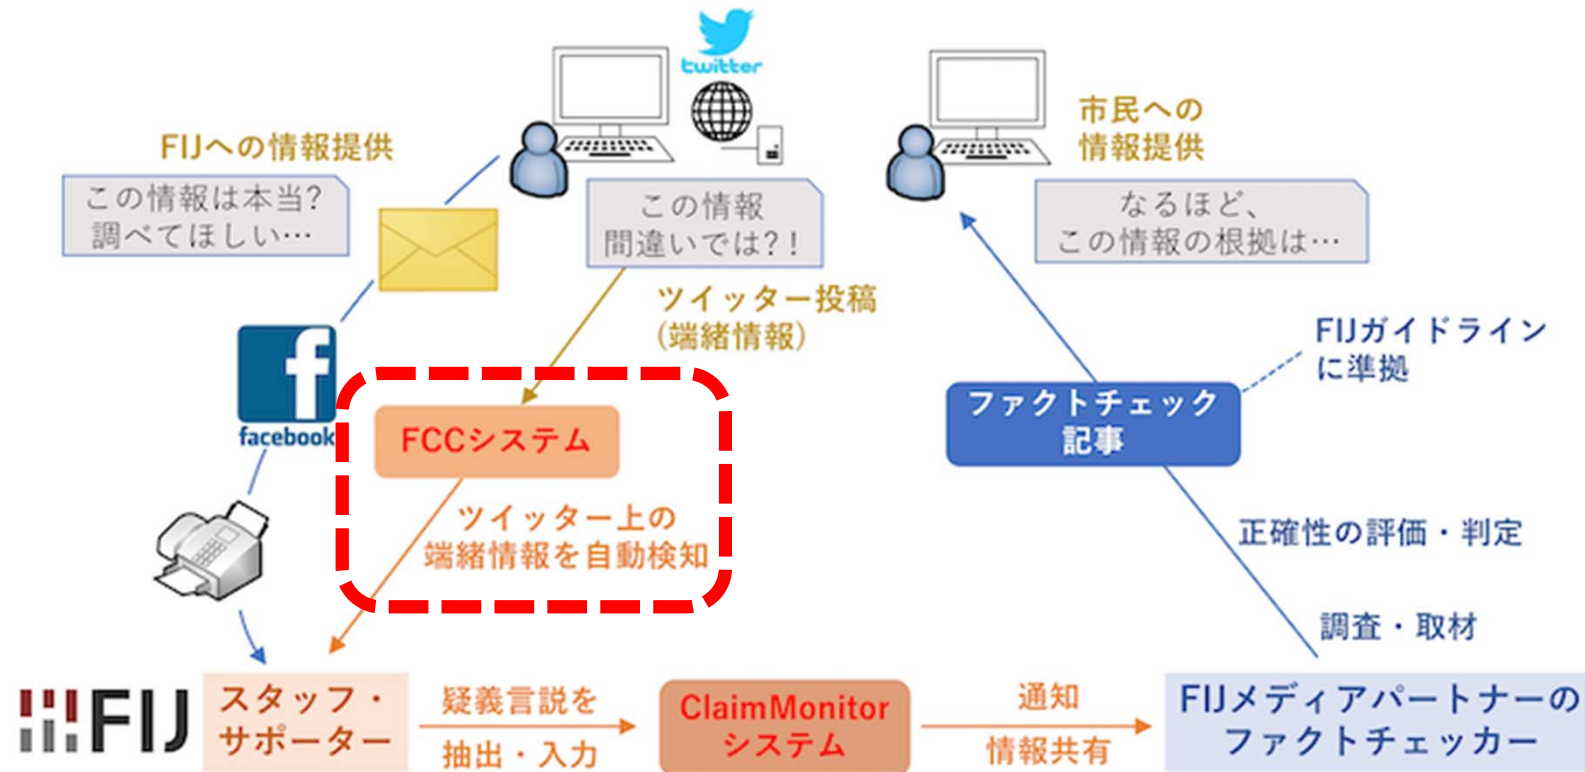 twitter
FIJへの情報提供
この情報は本当?
調べてほしい…
この情報
間違いでは?!
ツイッター投稿
(端緒情報)
facebook
FCCシステム
ツイッター上の
端緒情報を自動検知
FIJ
スタッフ・
サポーター
疑義言説を
抽出・入力
ClaimMonitor
システム
通知
情報共有
FIJメディアパートナーの
ファクトチェッカー
調査・取材
正確性の評価・判定
ファクトチェック
記事
FIJガイドライン
に準拠
市民への
情報提供
なるほど、
この情報の根拠は…